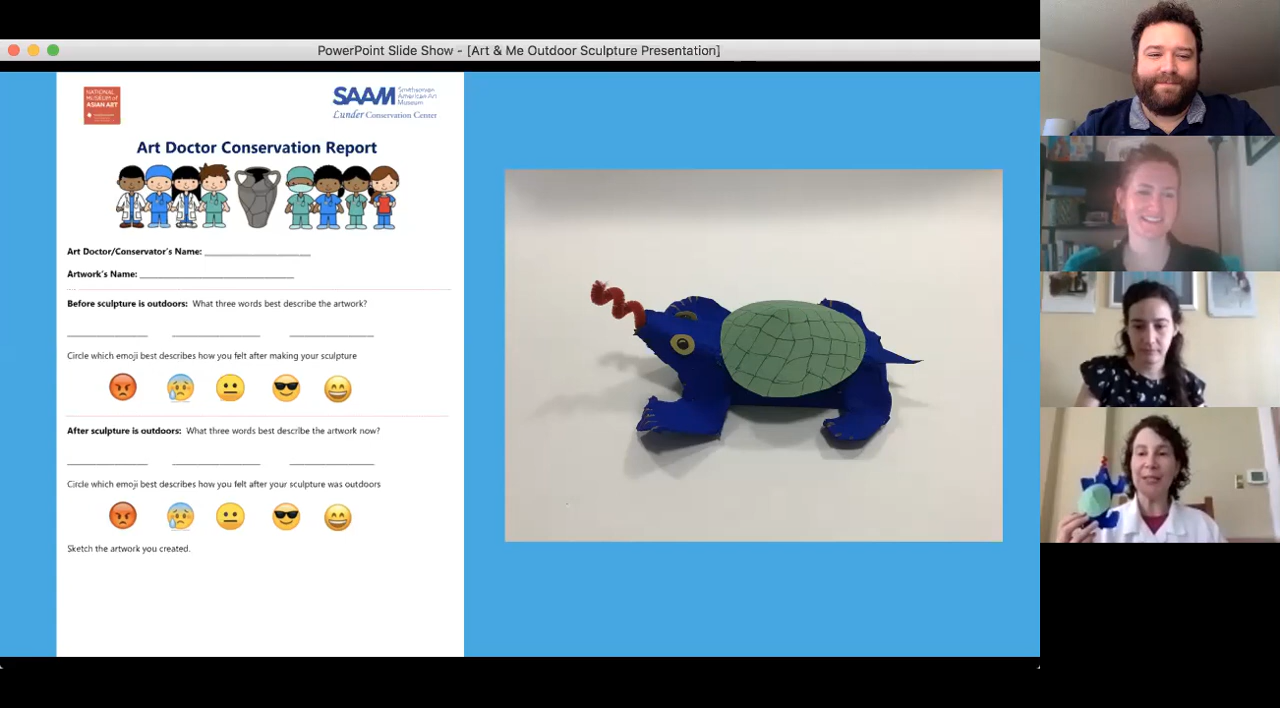 PowerPoint Slide Show - [Art & Me Outdoor Sculpture Presentation]
NATIONAL
MUSEUM of
ASIAN ART
SAAM Smithsonian
American Art
Museum
Lunder Conservation Center
Art Doctor Conservation Report
Art Doctor/Conservator's Name: ____________________
Artwork's Name: ____________________
Before sculpture is outdoors: What three words best describe the artwork?
Circle which emoji best describes how you felt after making your sculpture
After sculpture is outdoors: What three words best describe the artwork now?
Circle which emoji best describes how you felt after your sculpture was outdoors
Sketch the artwork you created.